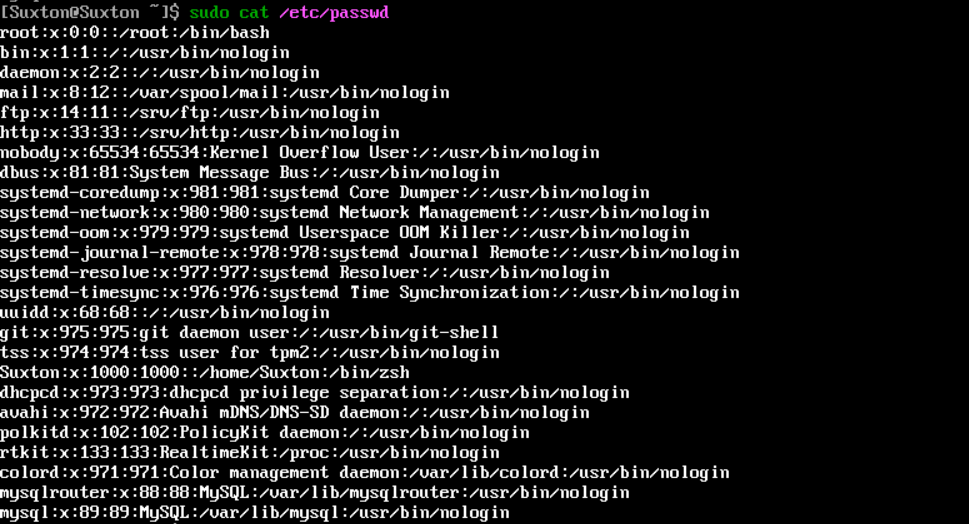 [Suxton@Suxton ~]$ sudo cat /etc/passwd
root:x:0:0::/root:/bin/bash
bin:x:1:1::/:/usr/bin/nologin
daemon:x:2:2::/:/usr/bin/nologin
mail:x:8:12::/var/spool/mail:/usr/bin/nologin
ftp:x:14:11::/srv/ftp:/usr/bin/nologin
http:x:33:33::/srv/http:/usr/bin/nologin
nobody:x:65534:65534:Kernel Overflow User:/:/usr/bin/nologin
dbus:x:81:81:System Message Bus:/:/usr/bin/nologin
systemd-coredump:x:981:981:systemd Core Dumper:/:/usr/bin/nologin
systemd-network:x:980:980:systemd Network Management:/:/usr/bin/nologin
systemd-oom:x:979:979:systemd Userspace OOM Killer:/:/usr/bin/nologin
systemd-journal-remote:x:978:978:systemd Journal Remote:/:/usr/bin/nologin
systemd-resolve:x:977:977:systemd Resolver:/:/usr/bin/nologin
systemd-timesync:x:976:976:systemd Time Synchronization:/:/usr/bin/nologin
uuidd:x:68:68::/:/usr/bin/nologin
git:x:975:975:git daemon user:/:/usr/bin/git-shell
tss:x:974:974:tss user for tpm2:/:/usr/bin/nologin
Suxton:x:1000:1000::/home/Suxton:/bin/zsh
dhcpcd:x:973:973:dhcpcd privilege separation:/:/usr/bin/nologin
avahi:x:972:972:Avahi mDNS/DNS-SD daemon:/:/usr/bin/nologin
polkitd:x:102:102:PolicyKit daemon:/:/usr/bin/nologin
rtkit:x:133:133:RealtimeKit:/proc:/usr/bin/nologin
colord:x:971:971:Color management daemon:/var/lib/colord:/usr/bin/nologin
mysqlrouter:x:88:88:MySQL:/var/lib/mysqlrouter:/usr/bin/nologin
mysql:x:89:89:MySQL:/var/lib/mysql:/usr/bin/nologin